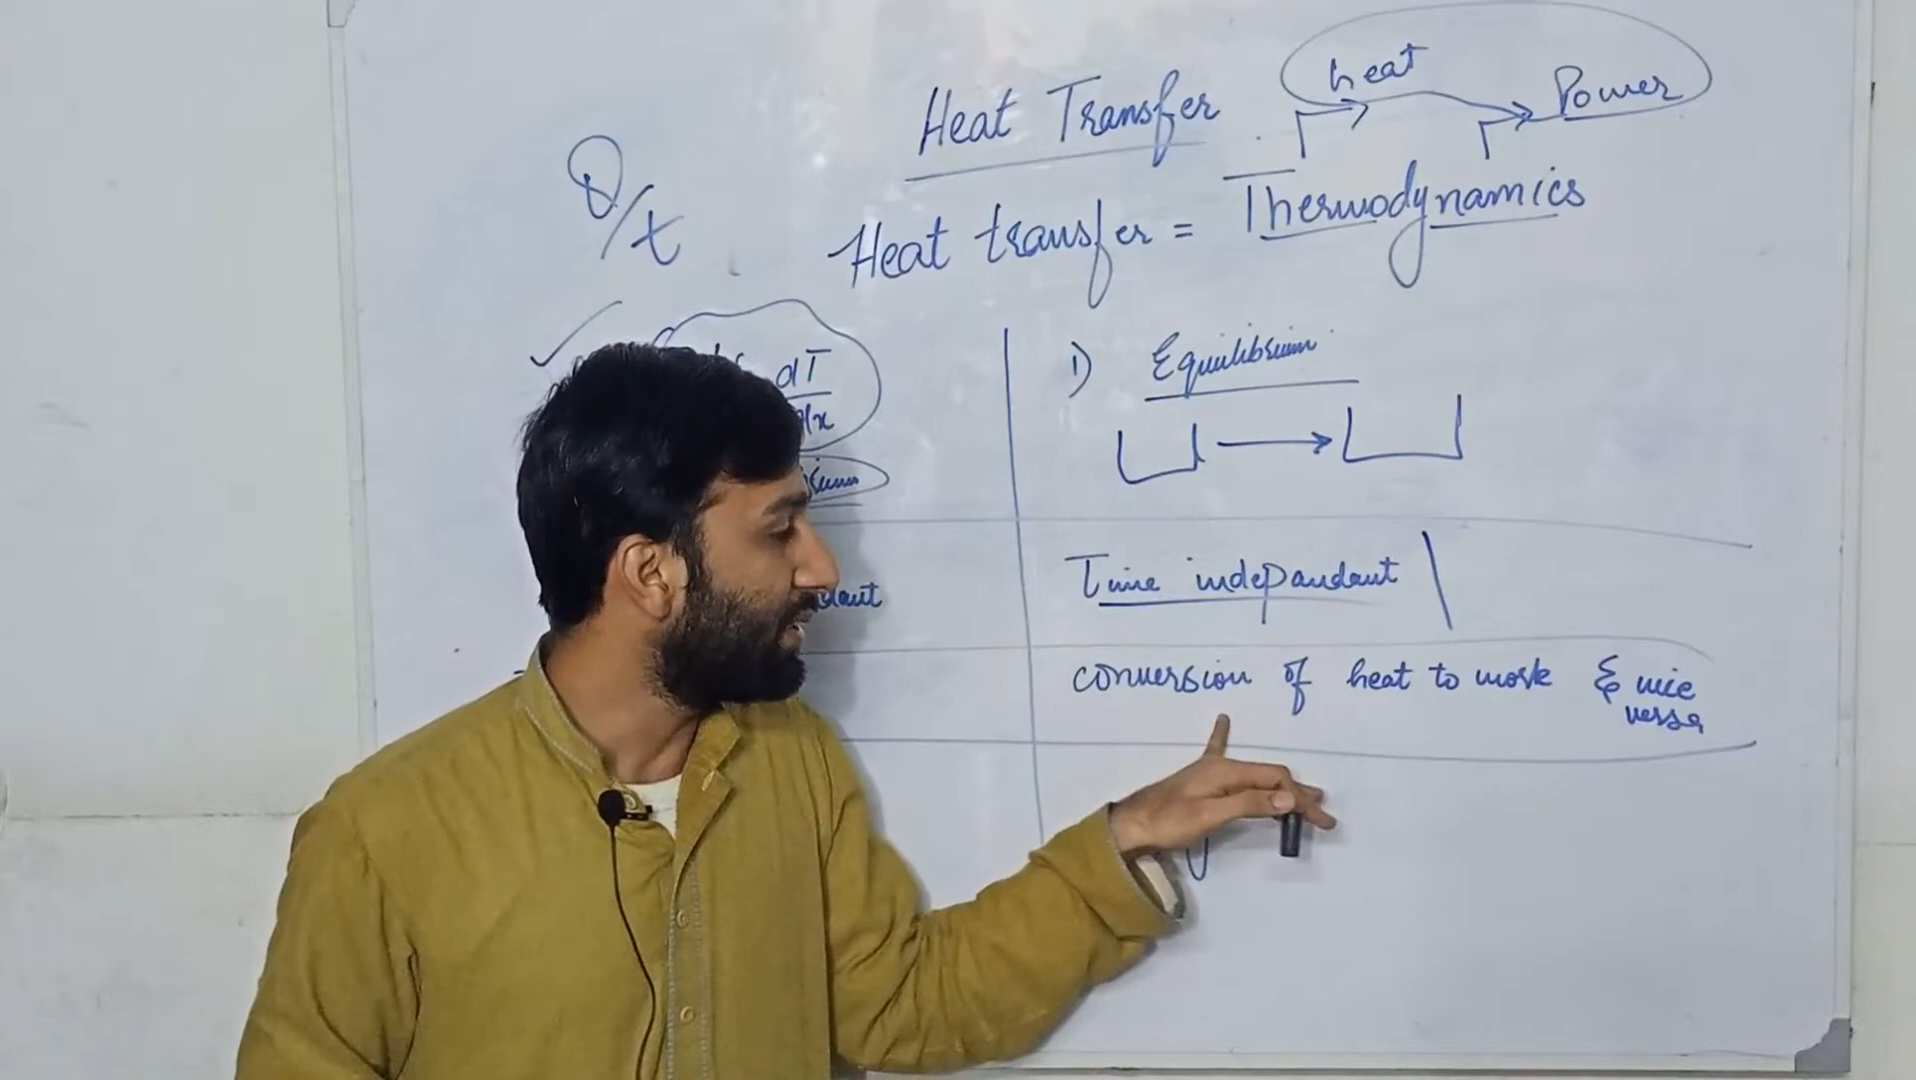 Heat Transfer
heat
Power
Q/t
Heat transfer = Thermodynamics
dT
dx
1) Equilibrium
Time indepandant
conversion of heat to work & vice
versa